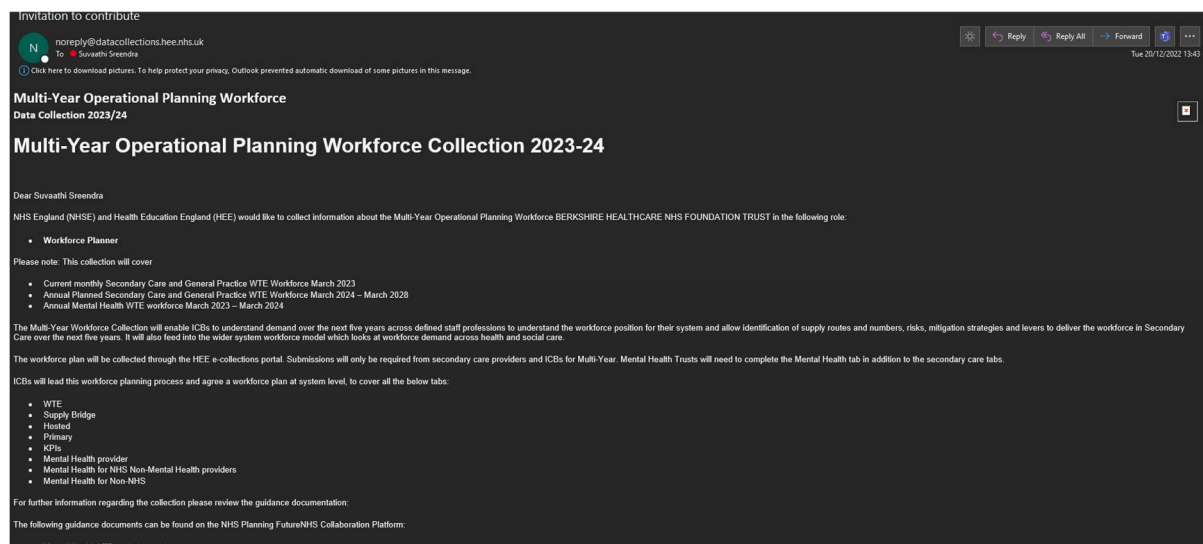 Invitation to contribute
N
noreply@datacollections.hee.nhs.uk
To Suvaathi Sreendra
Reply
Reply All
Forward
Tue 20/12/2022 13:43
Click here to download pictures. To help protect your privacy, Outlook prevented automatic download of some pictures in this message.
Multi-Year Operational Planning Workforce
Data Collection 2023/24
Multi-Year Operational Planning Workforce Collection 2023-24
Dear Suvaathi Sreendra
NHS England (NHSE) and Health Education England (HEE) would like to collect information about the Multi-Year Operational Planning Workforce BERKSHIRE HEALTHCARE NHS FOUNDATION TRUST in the following role:
• Workforce Planner
Please note: This collection will cover
• Current monthly Secondary Care and General Practice WTE Workforce March 2023
• Annual Planned Secondary Care and General Practice WTE Workforce March 2024 – March 2028
• Annual Mental Health WTE workforce March 2023 – March 2024
The Multi-Year Workforce Collection will enable ICBs to understand demand over the next five years across defined staff professions to understand the workforce position for their system and allow identification of supply routes and numbers, risks, mitigation strategies and levers to deliver the workforce in Secondary
Care over the next five years. It will also feed into the wider system workforce model which looks at workforce demand across health and social care.
The workforce plan will be collected through the HEE e-collections portal. Submissions will only be required from secondary care providers and ICBs for Multi-Year. Mental Health Trusts will need to complete the Mental Health tab in addition to the secondary care tabs.
ICBs will lead this workforce planning process and agree a workforce plan at system level, to cover all the below tabs:
• WTE
• Supply Bridge
• Hosted
• Primary
• KPIs
• Mental Health provider
• Mental Health for NHS Non-Mental Health providers
• Mental Health for Non-NHS
For further information regarding the collection please review the guidance documentation:
The following guidance documents can be found on the NHS Planning FutureNHS Collaboration Platform: